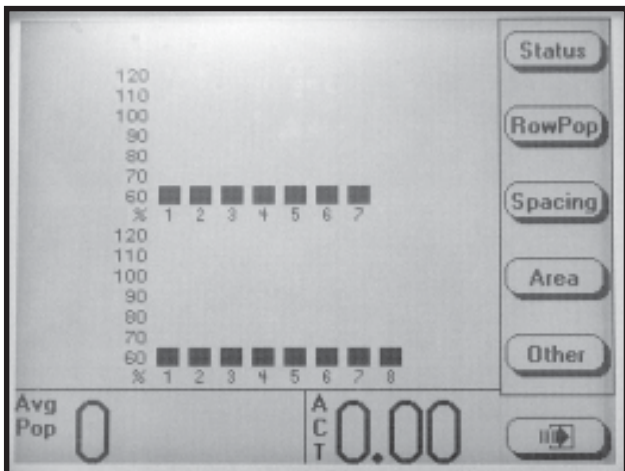 120
110
100
90
80
70
60
% 1 2 3 4 5 6 7
120
110
100
90
80
70
60
% 1 2 3 4 5 6 7 8
Avg
Pop 0
ACT 0.00
Status
RowPop
Spacing
Area
Other